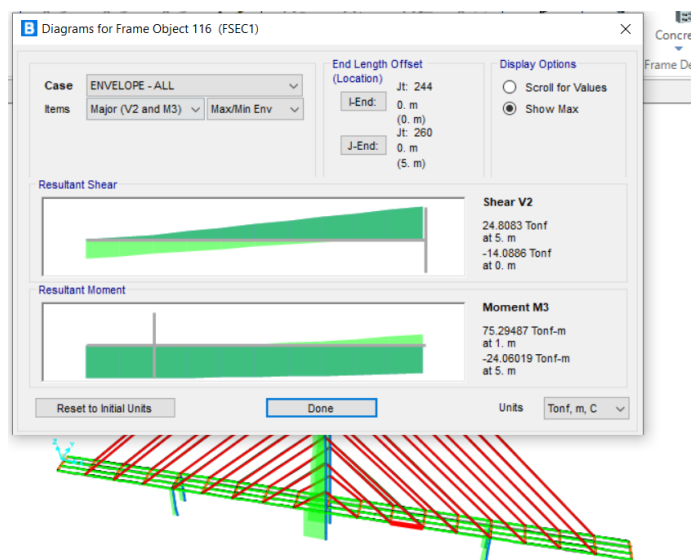 B Diagrams for Frame Object 116 (FSEC1)
Concre
Frame De
Case ENVELOPE - ALL
Items Major (V2 and M3) Max/Min Env
End Length Offset
(Location)
Jt: 244
I-End: 0. m
(0. m)
Jt: 260
J-End: 0. m
(5. m)
Display Options
Scroll for Values
Show Max
Resultant Shear
Shear V2
24.8083 Tonf
at 5. m
-14.0886 Tonf
at 0. m
Resultant Moment
Moment M3
75.29487 Tonf-m
at 1. m
-24.06019 Tonf-m
at 5. m
Reset to Initial Units
Done
Units Tonf, m, C
Z
Y